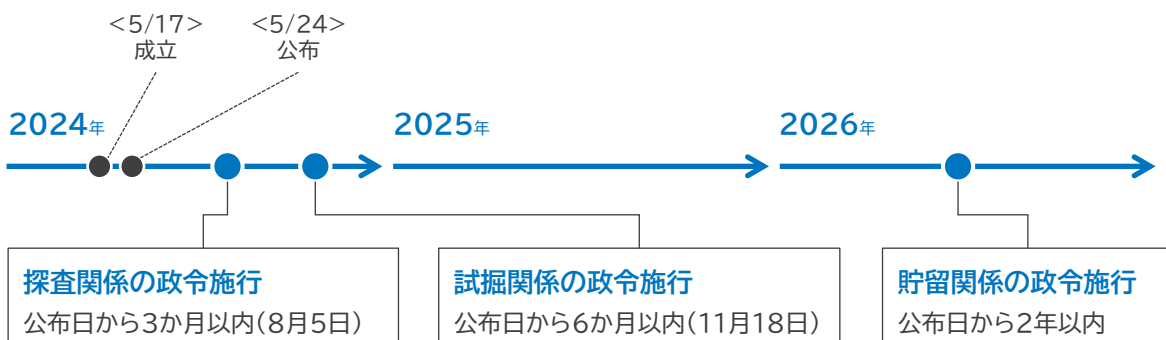 <5/17>
成立
<5/24>
公布
2024年
2025年
2026年
探査関係の政令施行
公布日から3か月以内(8月5日)
試掘関係の政令施行
公布日から6か月以内(11月18日)
貯留関係の政令施行
公布日から2年以内